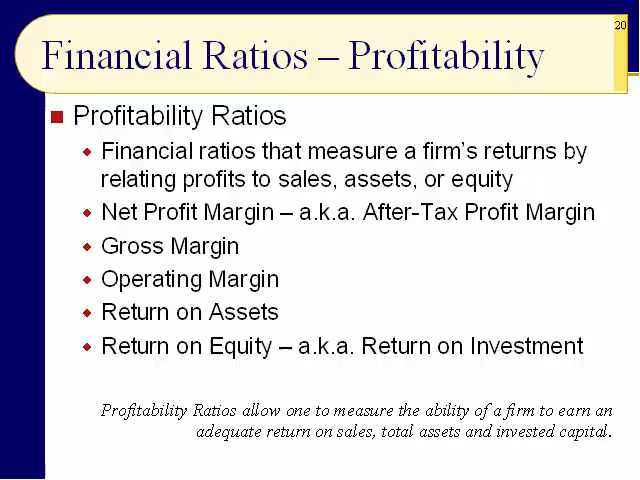 20
Financial Ratios – Profitability
Profitability Ratios
Financial ratios that measure a firm's returns by
relating profits to sales, assets, or equity
Net Profit Margin – a.k.a. After-Tax Profit Margin
Gross Margin
Operating Margin
Return on Assets
Return on Equity – a.k.a. Return on Investment
Profitability Ratios allow one to measure the ability of a firm to earn an
adequate return on sales, total assets and invested capital.